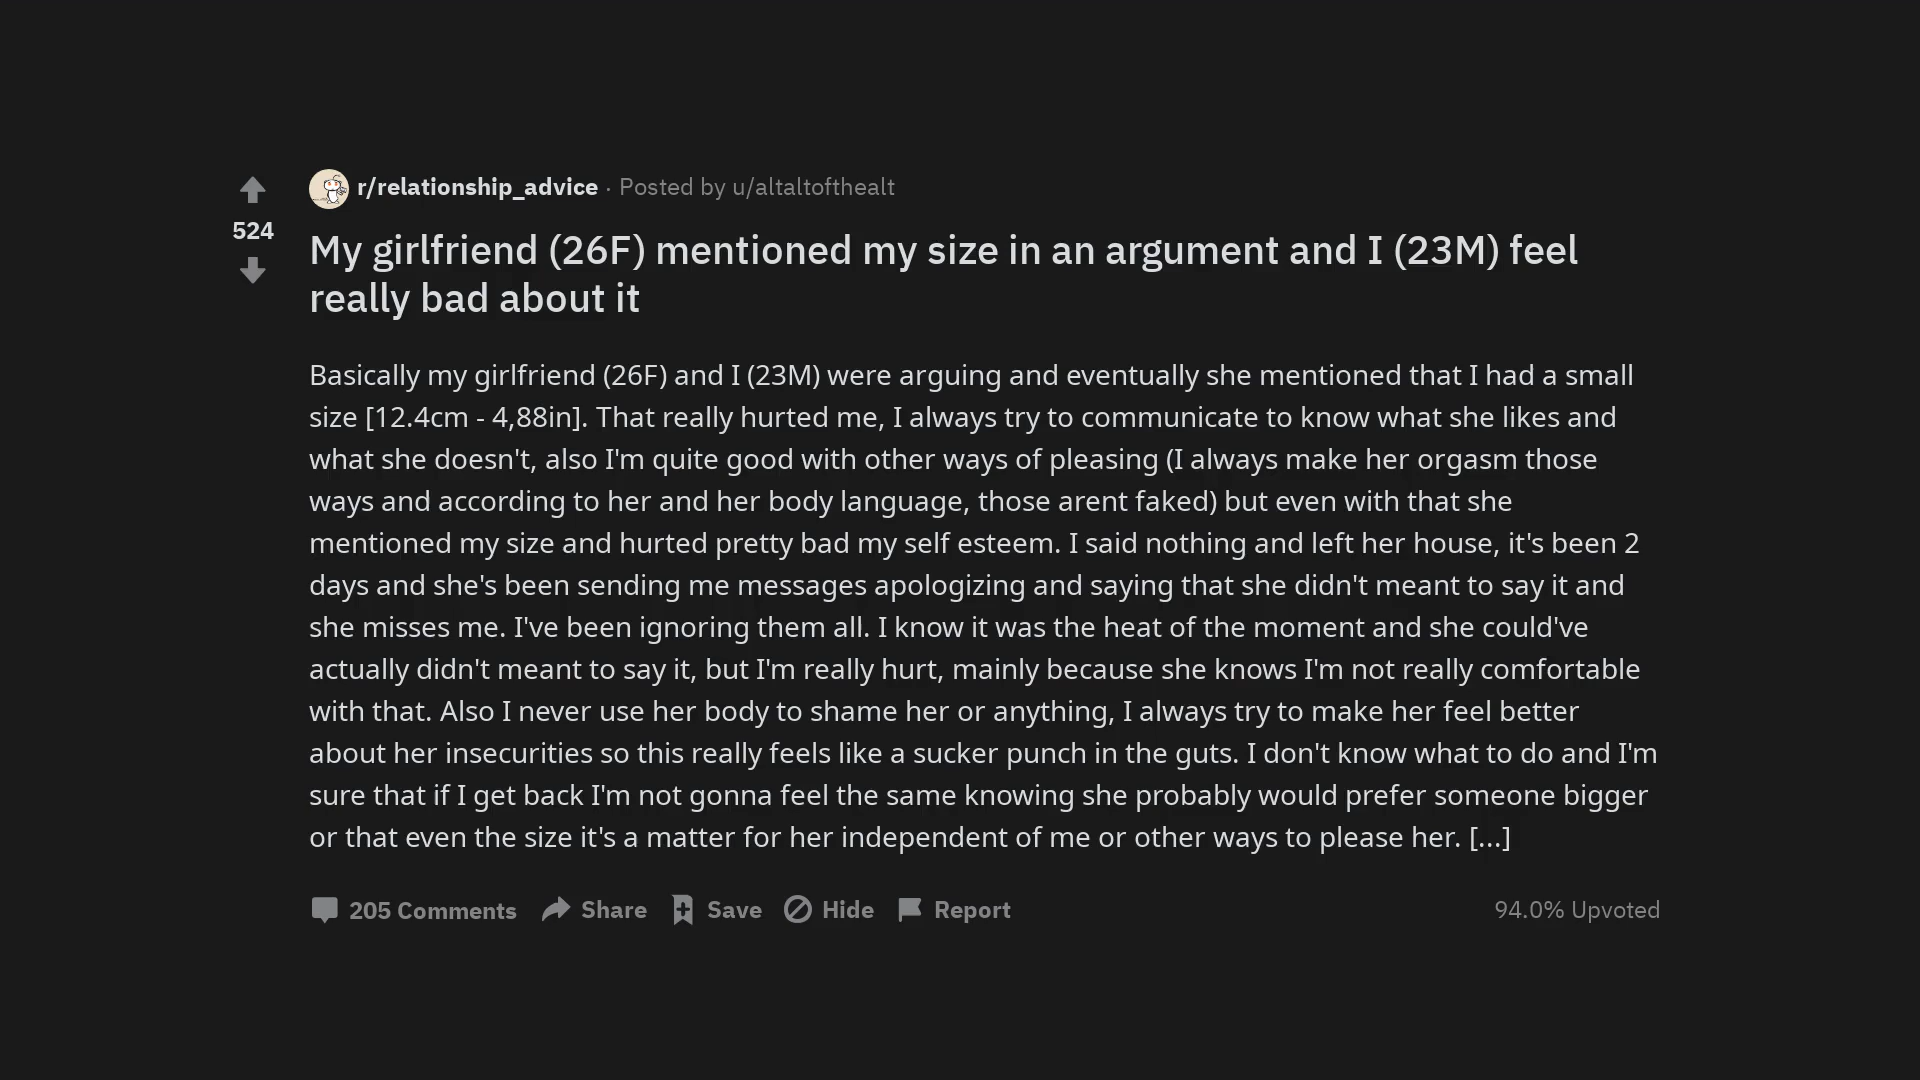 r/relationship_advice · Posted by u/altaltofthealt
524
My girlfriend (26F) mentioned my size in an argument and I (23M) feel
really bad about it
Basically my girlfriend (26F) and I (23M) were arguing and eventually she mentioned that I had a small
size [12.4cm - 4,88in]. That really hurted me, I always try to communicate to know what she likes and
what she doesn't, also I'm quite good with other ways of pleasing (I always make her orgasm those
ways and according to her and her body language, those arent faked) but even with that she
mentioned my size and hurted pretty bad my self esteem. I said nothing and left her house, it's been 2
days and she's been sending me messages apologizing and saying that she didn't meant to say it and
she misses me. I've been ignoring them all. I know it was the heat of the moment and she could've
actually didn't meant to say it, but I'm really hurt, mainly because she knows I'm not really comfortable
with that. Also I never use her body to shame her or anything, I always try to make her feel better
about her insecurities so this really feels like a sucker punch in the guts. I don't know what to do and I'm
sure that if I get back I'm not gonna feel the same knowing she probably would prefer someone bigger
or that even the size it's a matter for her independent of me or other ways to please her. [...]
205 Comments Share Save Hide Report 94.0% Upvoted